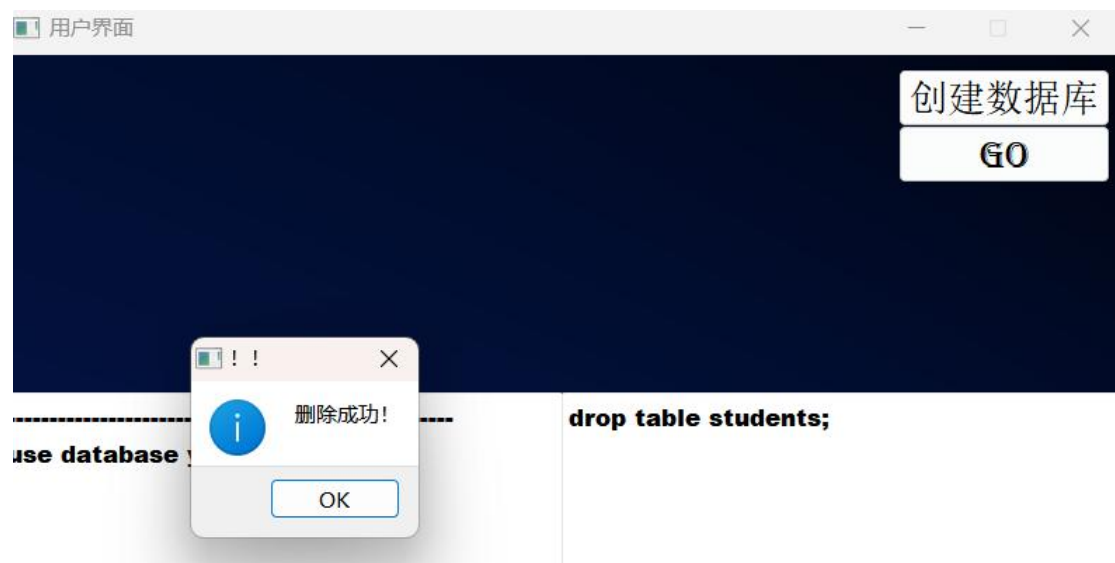 用户界面
创建数据库
GO
！！
删除成功！
OK
use database
drop table students;